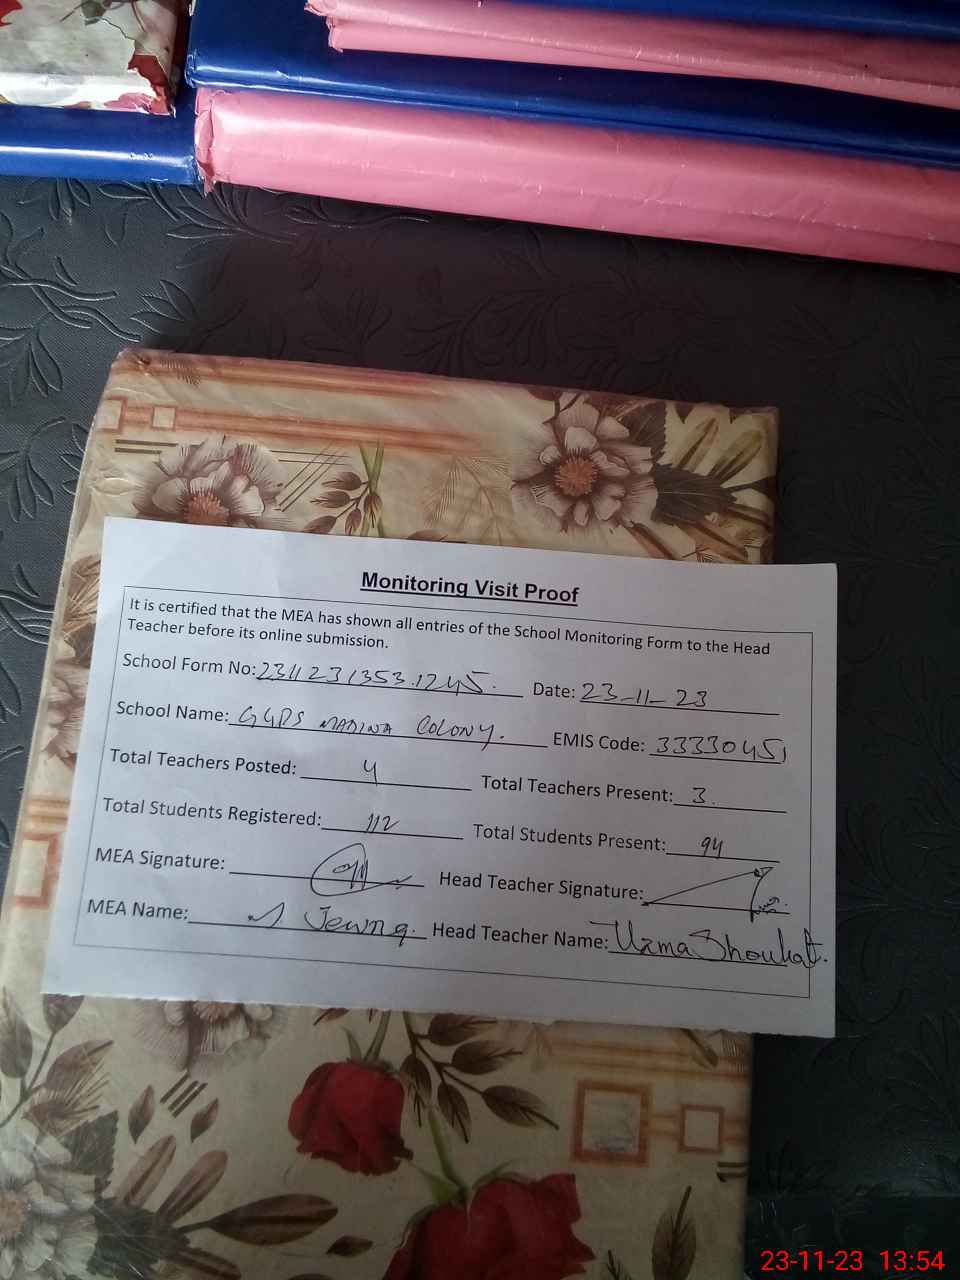 Monitoring Visit Proof
It is certified that the MEA has shown all entries of the School Monitoring Form to the Head
Teacher before its online submission.
School Form No: 2311231353.1245. Date: 23-11-23
School Name: GGPS MADINA COLONY. EMIS Code: 33330451
Total Teachers Posted: 4 Total Teachers Present: 3.
Total Students Registered: 112 Total Students Present: 94
MEA Signature: Head Teacher Signature:
MEA Name: Head Teacher Name: Uzma Shoukat.
23-11-23 13:54